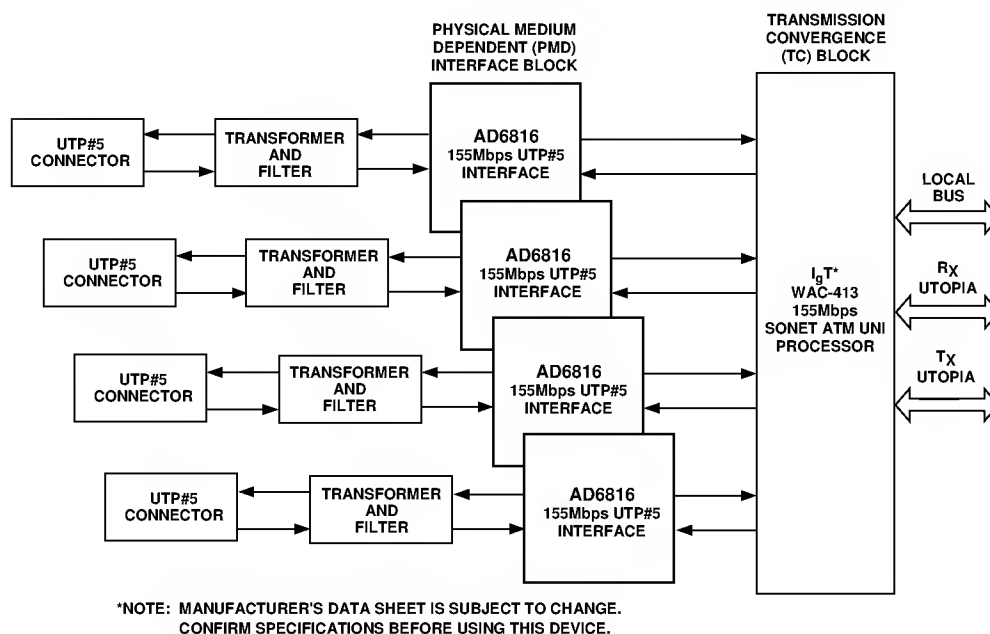 PHYSICAL MEDIUM
DEPENDENT (PMD)
INTERFACE BLOCK
TRANSMISSION
CONVERGENCE
(TC) BLOCK
UTP#5
CONNECTOR
TRANSFORMER
AND
FILTER
AD6816
155Mbps UTP#5
INTERFACE
UTP#5
CONNECTOR
TRANSFORMER
AND
FILTER
AD6816
155Mbps UTP#5
INTERFACE
UTP#5
CONNECTOR
TRANSFORMER
AND
FILTER
AD6816
155Mbps UTP#5
INTERFACE
UTP#5
CONNECTOR
TRANSFORMER
AND
FILTER
AD6816
155Mbps UTP#5
INTERFACE
IgT*
WAC-413
155Mbps
SONET ATM UNI
PROCESSOR
LOCAL
BUS
RX
UTOPIA
TX
UTOPIA
*NOTE: MANUFACTURER'S DATA SHEET IS SUBJECT TO CHANGE.
CONFIRM SPECIFICATIONS BEFORE USING THIS DEVICE.